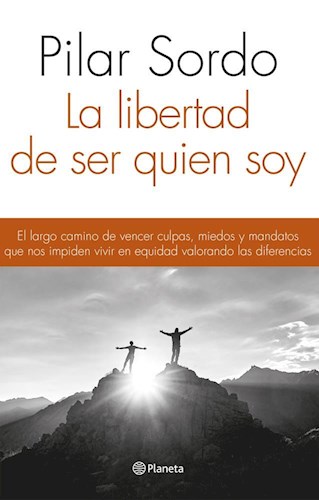 Pilar Sordo
La libertad
de ser quien soy
El largo camino de vencer culpas, miedos y mandatos
que nos impiden vivir en equidad valorando las diferencias
Planeta